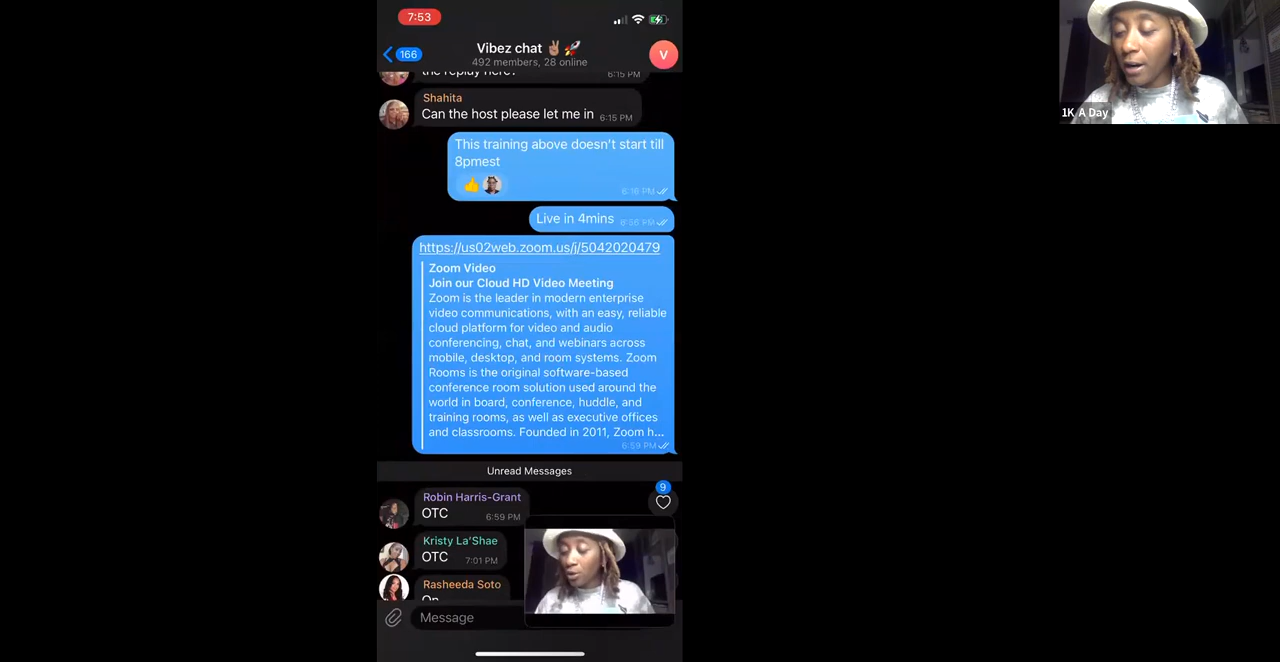 7:53
166
Vibez chat ✌🏽🚀
492 members, 28 online
V
the replay here?
6:15 PM
Shahita
Can the host please let me in 6:15 PM
This training above doesn't start till
8pmest
6:16 PM
Live in 4mins 6:56 PM
https://us02web.zoom.us/j/5042020479
Zoom Video
Join our Cloud HD Video Meeting
Zoom is the leader in modern enterprise
video communications, with an easy, reliable
cloud platform for video and audio
conferencing, chat, and webinars across
mobile, desktop, and room systems. Zoom
Rooms is the original software-based
conference room solution used around the
world in board, conference, huddle, and
training rooms, as well as executive offices
and classrooms. Founded in 2011, Zoom h...
6:59 PM
Unread Messages
9
Robin Harris-Grant
OTC 6:59 PM
Kristy La'Shae
OTC 7:01 PM
Rasheeda Soto
On
Message
1K A Day